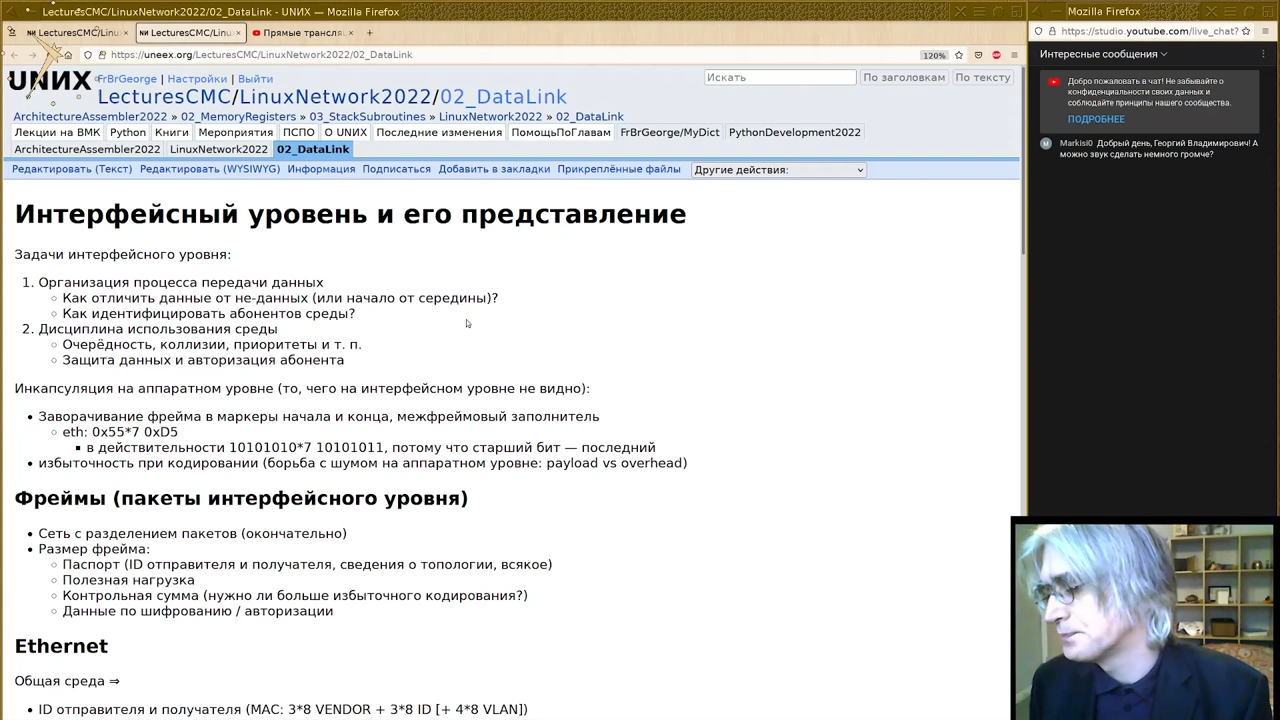 LecturesCMC/LinuxNetwork2022/02_DataLink - UNИX — Mozilla Firefox
Mozilla Firefox
LecturesCMC/Linu
LecturesCMC/Linu
Прямые трансляц
https://uneex.org/LecturesCMC/LinuxNetwork2022/02_DataLink
120%
https://studio.youtube.com/live_chat?
UNИX
FrBrGeorge | Настройки | Выйти
Искать
По заголовкам
По тексту
LecturesCMC/LinuxNetwork2022/02_DataLink
ArchitectureAssembler2022 » 02_MemoryRegisters » 03_StackSubroutines » LinuxNetwork2022 » 02_DataLink
Лекции на ВМК
Python
Книги
Мероприятия
ПСПО
О UNИX
Последние изменения
ПомощьПоГлавам
FrBrGeorge/MyDict
PythonDevelopment2022
ArchitectureAssembler2022
LinuxNetwork2022
02_DataLink
Редактировать (Текст)
Редактировать (WYSIWYG)
Информация
Подписаться
Добавить в закладки
Прикреплённые файлы
Другие действия:
Интерфейсный уровень и его представление
Задачи интерфейсного уровня:
1. Организация процесса передачи данных
Как отличить данные от не-данных (или начало от середины)?
Как идентифицировать абонентов среды?
2. Дисциплина использования среды
Очерёдность, коллизии, приоритеты и т. п.
Защита данных и авторизация абонента
Инкапсуляция на аппаратном уровне (то, чего на интерфейсном уровне не видно):
Заворачивание фрейма в маркеры начала и конца, межфреймовый заполнитель
eth: 0x55*7 0xD5
в действительности 10101010*7 10101011, потому что старший бит — последний
избыточность при кодировании (борьба с шумом на аппаратном уровне: payload vs overhead)
Фреймы (пакеты интерфейсного уровня)
Сеть с разделением пакетов (окончательно)
Размер фрейма:
Паспорт (ID отправителя и получателя, сведения о топологии, всякое)
Полезная нагрузка
Контрольная сумма (нужно ли больше избыточного кодирования?)
Данные по шифрованию / авторизации
Ethernet
Общая среда ⇒
ID отправителя и получателя (MAC: 3*8 VENDOR + 3*8 ID [+ 4*8 VLAN])
Интересные сообщения
Добро пожаловать в чат! Не забывайте о
конфиденциальности своих данных и
соблюдайте принципы нашего сообщества.
ПОДРОБНЕЕ
M
Markisi0 Добрый день, Георгий Владимирович! А
можно звук сделать немного громче?